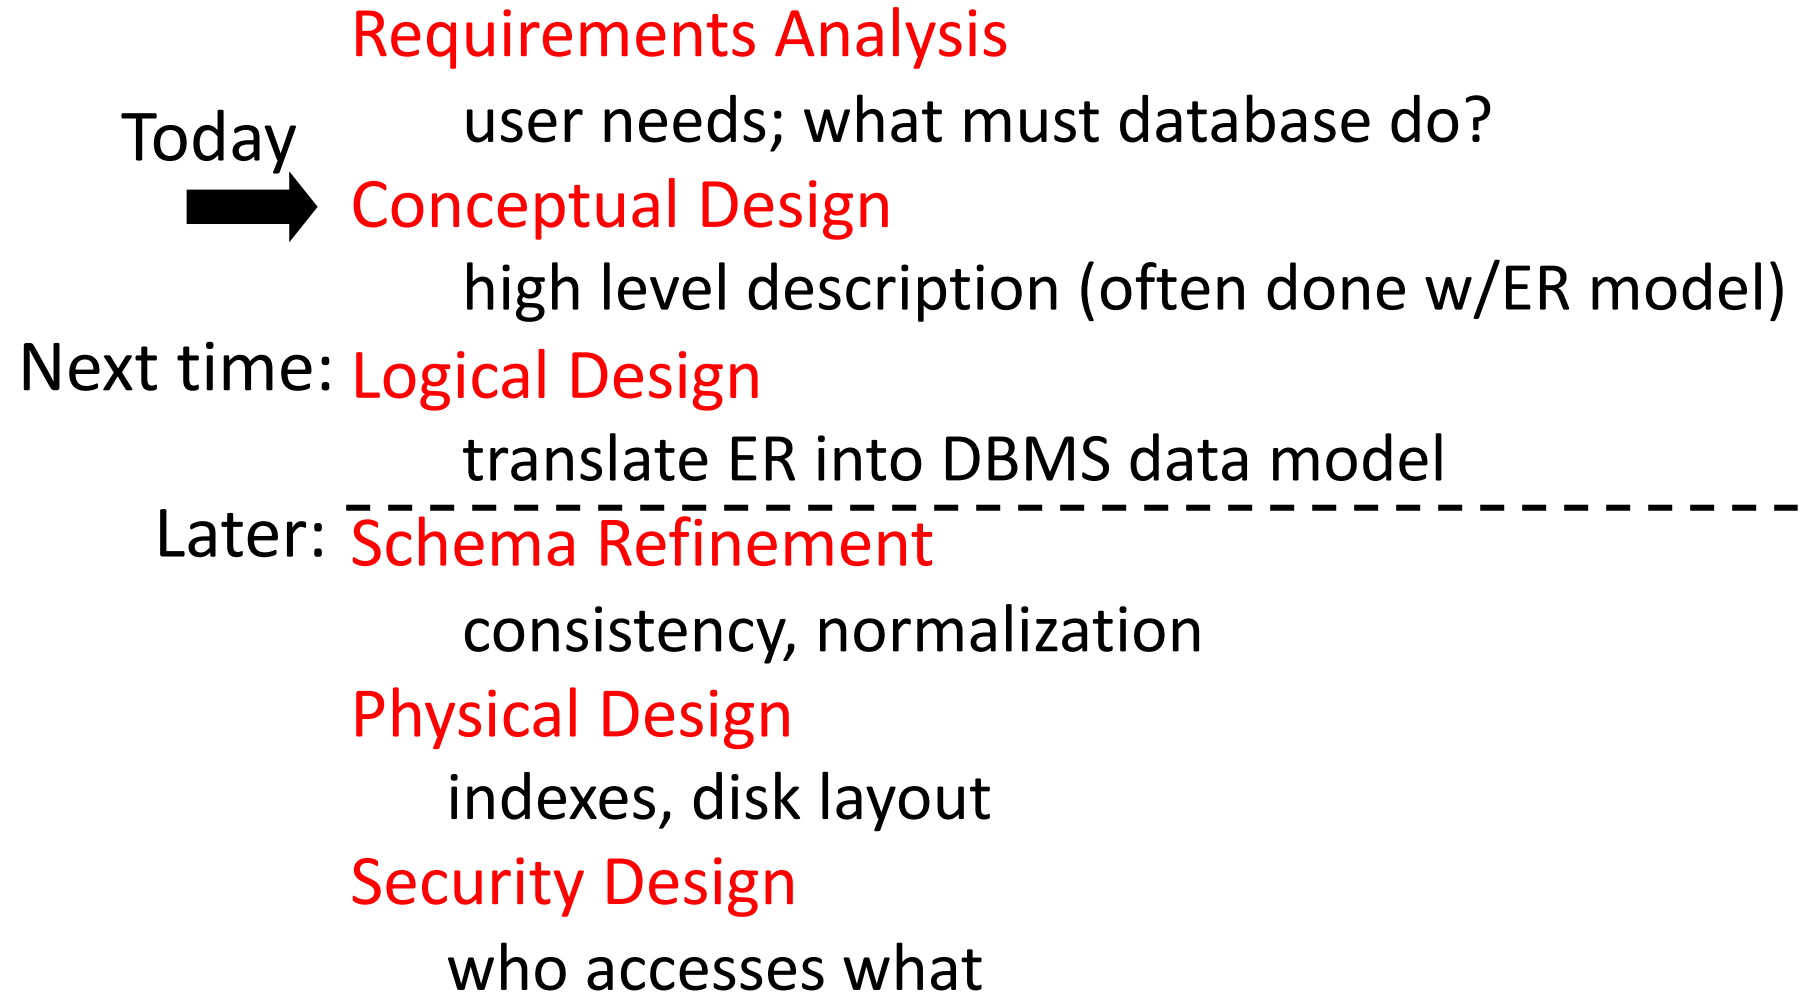 Requirements Analysis
user needs; what must database do?
Today
Conceptual Design
high level description (often done w/ER model)
Next time: Logical Design
translate ER into DBMS data model
Later: Schema Refinement
consistency, normalization
Physical Design
indexes, disk layout
Security Design
who accesses what